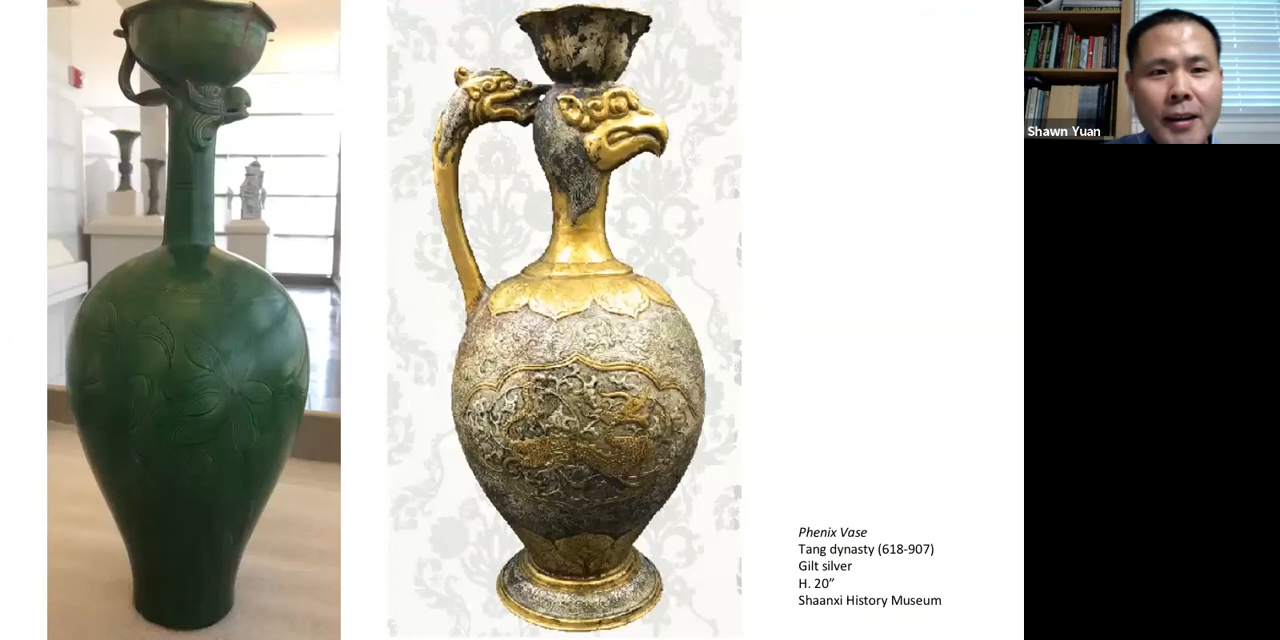 Shawn Yuan
Phenix Vase
Tang dynasty (618-907)
Gilt silver
H. 20”
Shaanxi History Museum